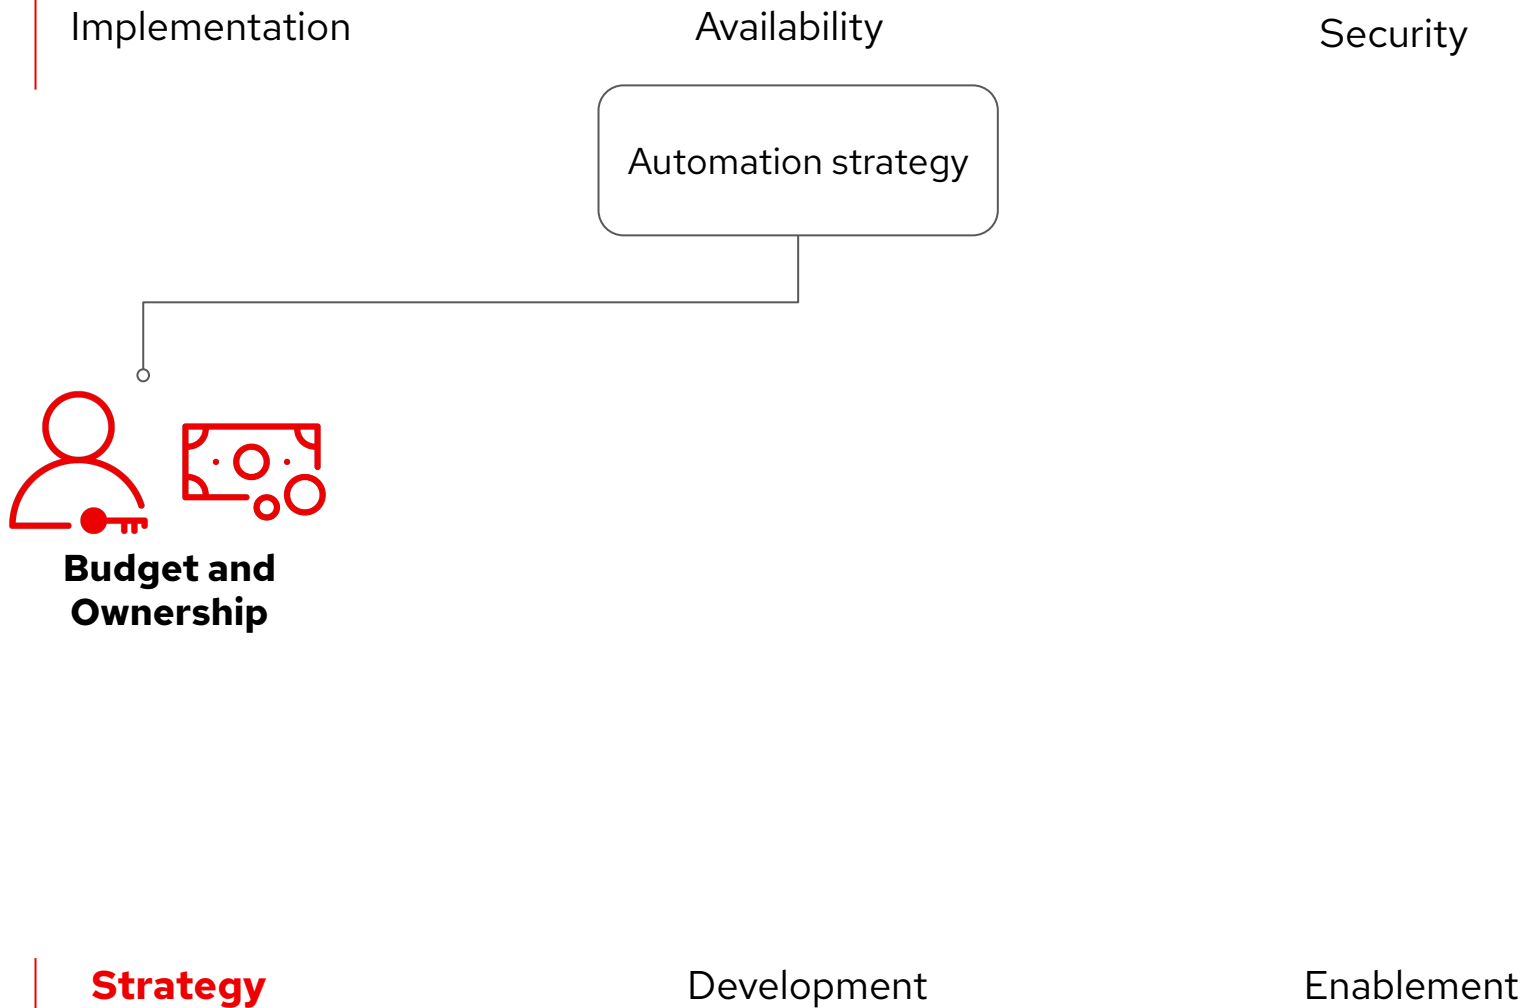 Implementation
Availability
Security
Automation strategy
Budget and
Ownership
Strategy
Development
Enablement